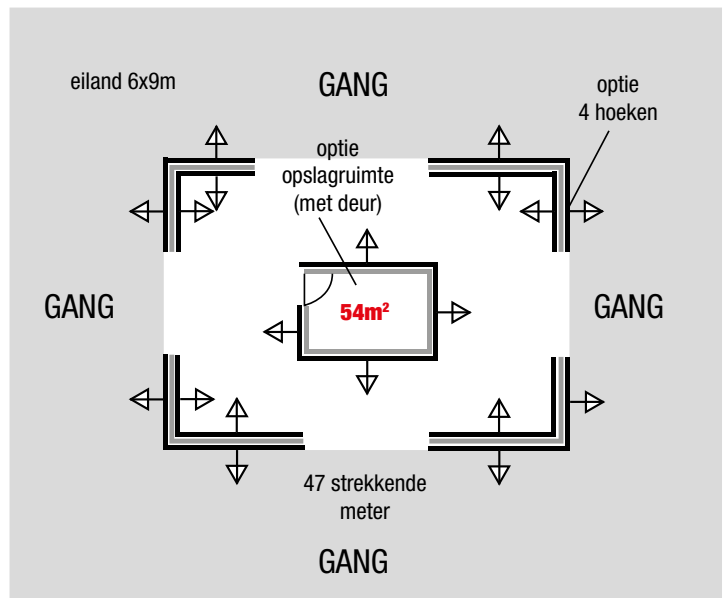 eiland 6x9m
GANG
optie
4 hoeken
optie
opslagruimte
(met deur)
GANG
54m²
GANG
47 strekkende
meter
GANG